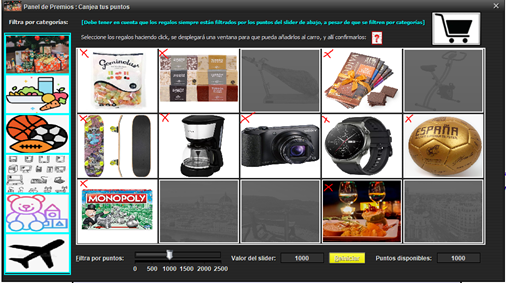 Panel de Premios : Canjea tus puntos
Filtra por categorías:
[Debe tener en cuenta que los regalos siempre están filtrados por los puntos del slider de abajo, a pesar de que se filtren por categorías]
Seleccione los regalos haciendo click, se desplegará una ventana para que pueda añadirlos al carro, y allí confirmarlos:
?
Gominolas
ESPAÑA
MONOPOLY
Filtra por puntos:
0 500 1000 1500 2000 2500
Valor del slider:
1000
Reiniciar
Puntos disponibles:
1000